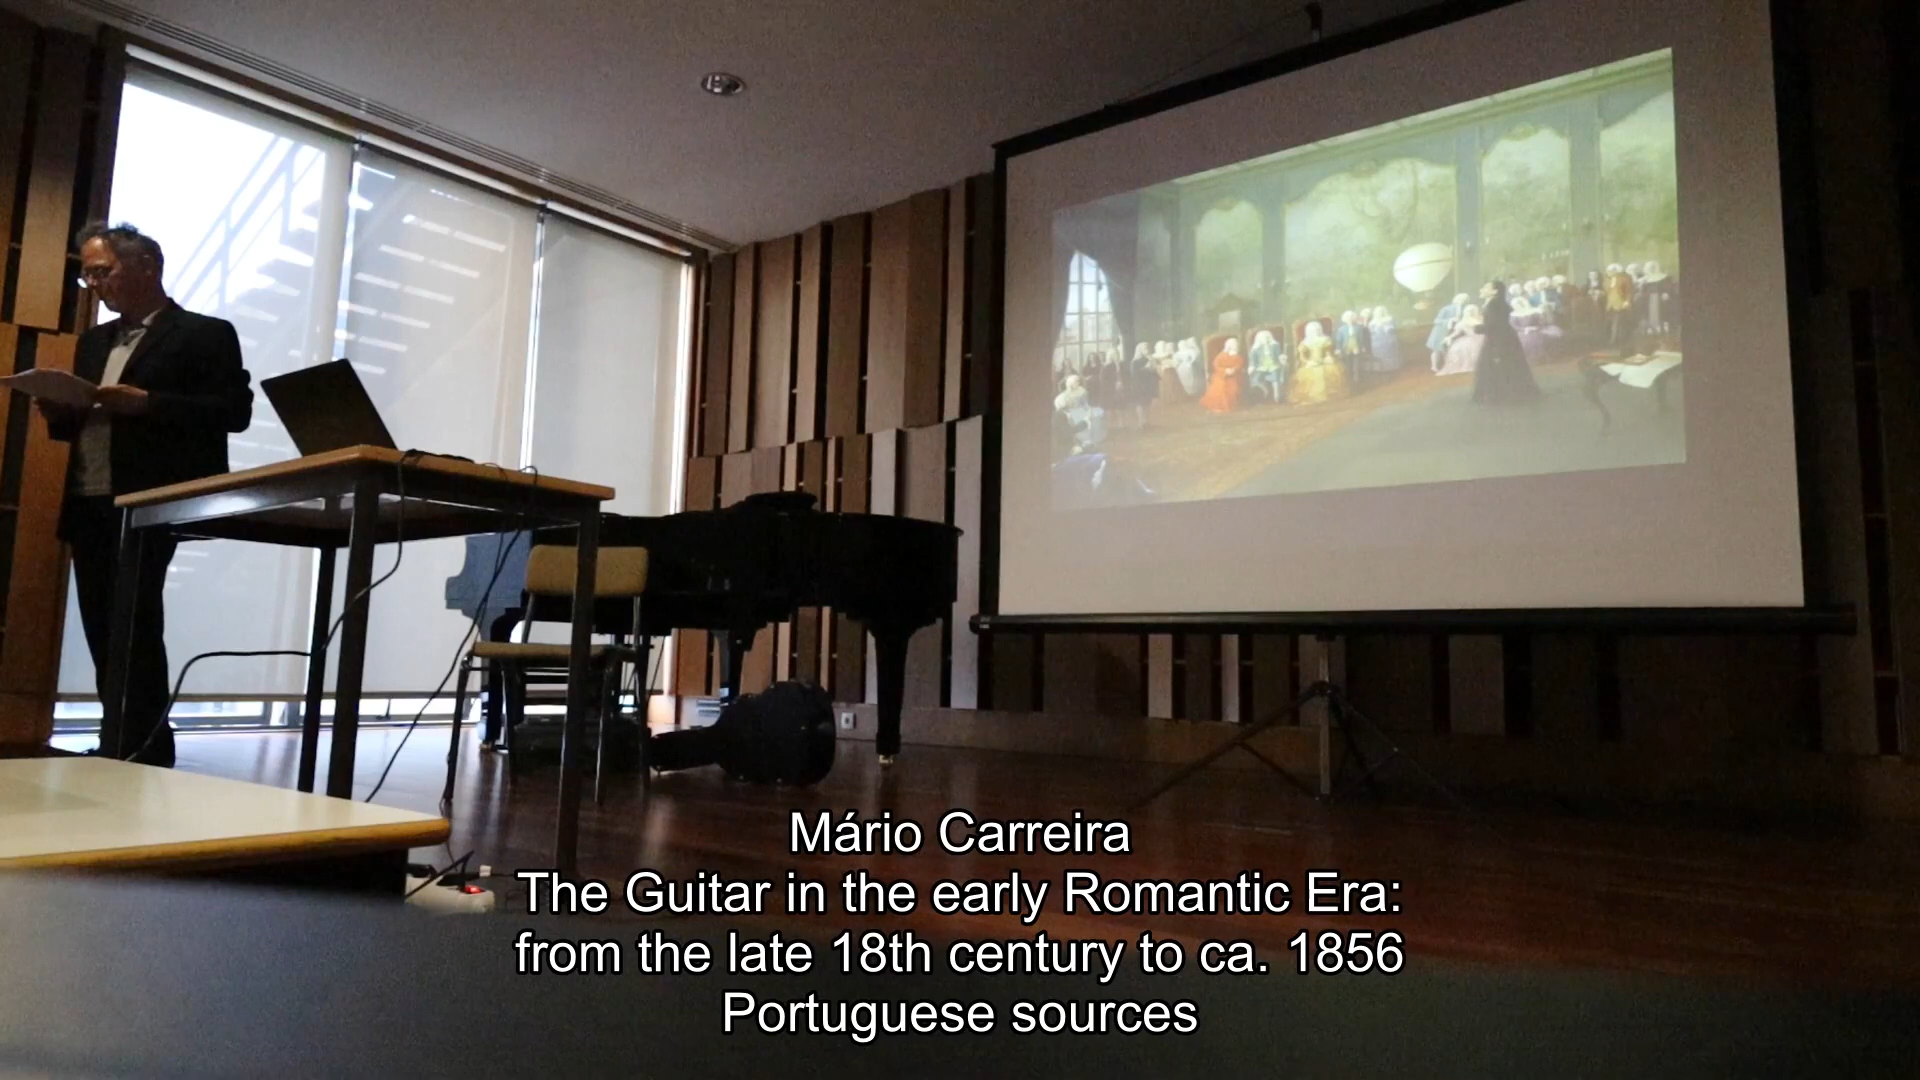 Mário Carreira
The Guitar in the early Romantic Era:
from the late 18th century to ca. 1856
Portuguese sources